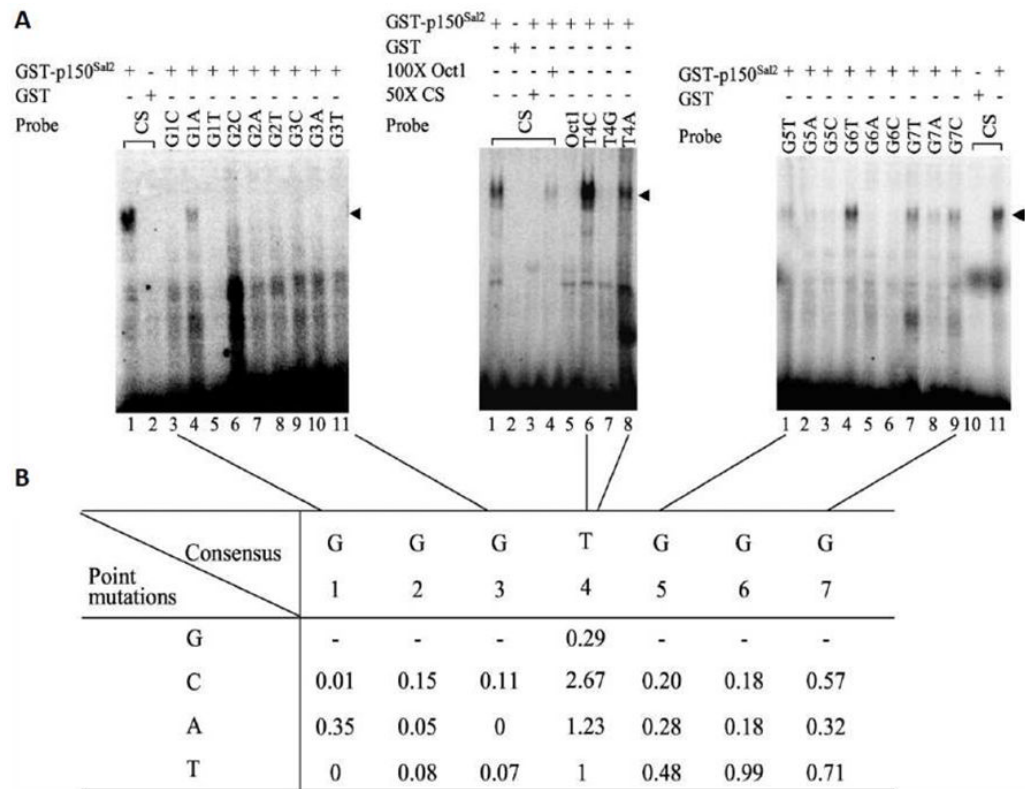 A
GST-p150Sal2 + - + + + + + + + + +
GST - + - - - - - - - - -
Probe CS G1C G1A G1T G2C G2A G2T G3C G3A G3T
1 2 3 4 5 6 7 8 9 10 11
GST-p150Sal2 + - + + + + + +
GST - + - - - - - -
100X Oct1 - - - + - - - -
50X CS - - + - - - - -
Probe CS Oct1 T4C T4G T4A
1 2 3 4 5 6 7 8
GST-p150Sal2 + + + + + + + + + - +
GST - - - - - - - - - + -
Probe G5T G5A G5C G6T G6A G6C G7T G7A G7C CS
1 2 3 4 5 6 7 8 9 10 11
B
Consensus G G G T G G G
Point mutations 1 2 3 4 5 6 7
G - - - 0.29 - - -
C 0.01 0.15 0.11 2.67 0.20 0.18 0.57
A 0.35 0.05 0 1.23 0.28 0.18 0.32
T 0 0.08 0.07 1 0.48 0.99 0.71